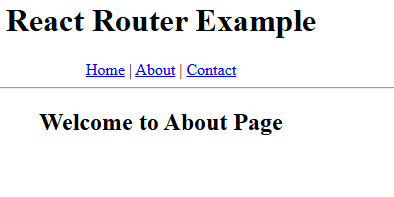 React Router Example
Home | About | Contact
Welcome to About Page